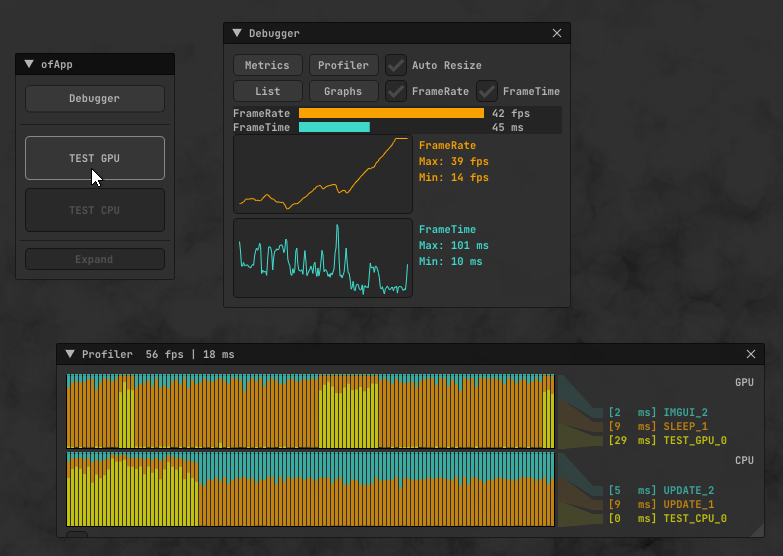 ofApp
Debugger
TEST GPU
TEST CPU
Expand
Debugger
Metrics Profiler Auto Resize
List Graphs FrameRate FrameTime
FrameRate 42 fps
FrameTime 45 ms
FrameRate
Max: 39 fps
Min: 14 fps
FrameTime
Max: 101 ms
Min: 10 ms
Profiler 56 fps | 18 ms
GPU
[2 ms] IMGUI_2
[9 ms] SLEEP_1
[29 ms] TEST_GPU_0
CPU
[5 ms] UPDATE_2
[9 ms] UPDATE_1
[0 ms] TEST_CPU_0